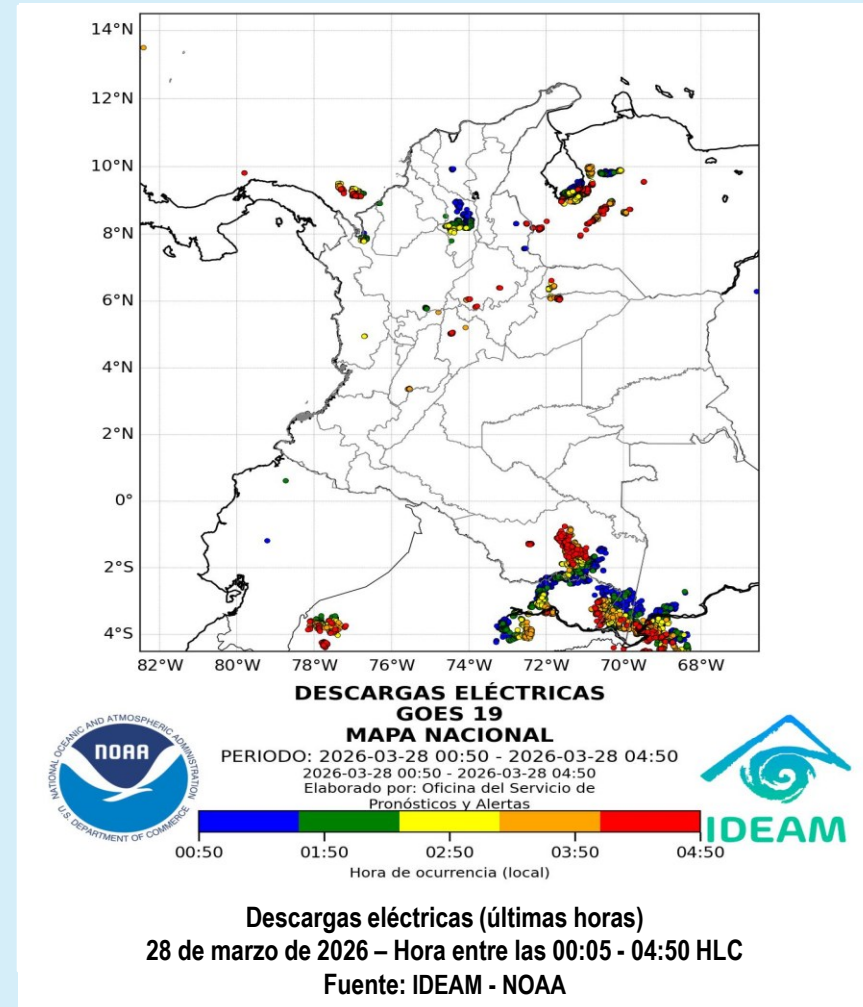 14°N
12°N
10°N
8°N
6°N
4°N
2°N
0°
2°S
4°S
82°W 80°W 78°W 76°W 74°W 72°W 70°W 68°W
DESCARGAS ELÉCTRICAS
GOES 19
MAPA NACIONAL
PERIODO: 2026-03-28 00:50 - 2026-03-28 04:50
2026-03-28 00:50 - 2026-03-28 04:50
Elaborado por: Oficina del Servicio de
Pronósticos y Alertas
NATIONAL OCEANIC AND ATMOSPHERIC ADMINISTRATION
NOAA
U.S. DEPARTMENT OF COMMERCE
IDEAM
00:50 01:50 02:50 03:50 04:50
Hora de ocurrencia (local)
Descargas eléctricas (últimas horas)
28 de marzo de 2026 – Hora entre las 00:05 - 04:50 HLC
Fuente: IDEAM - NOAA